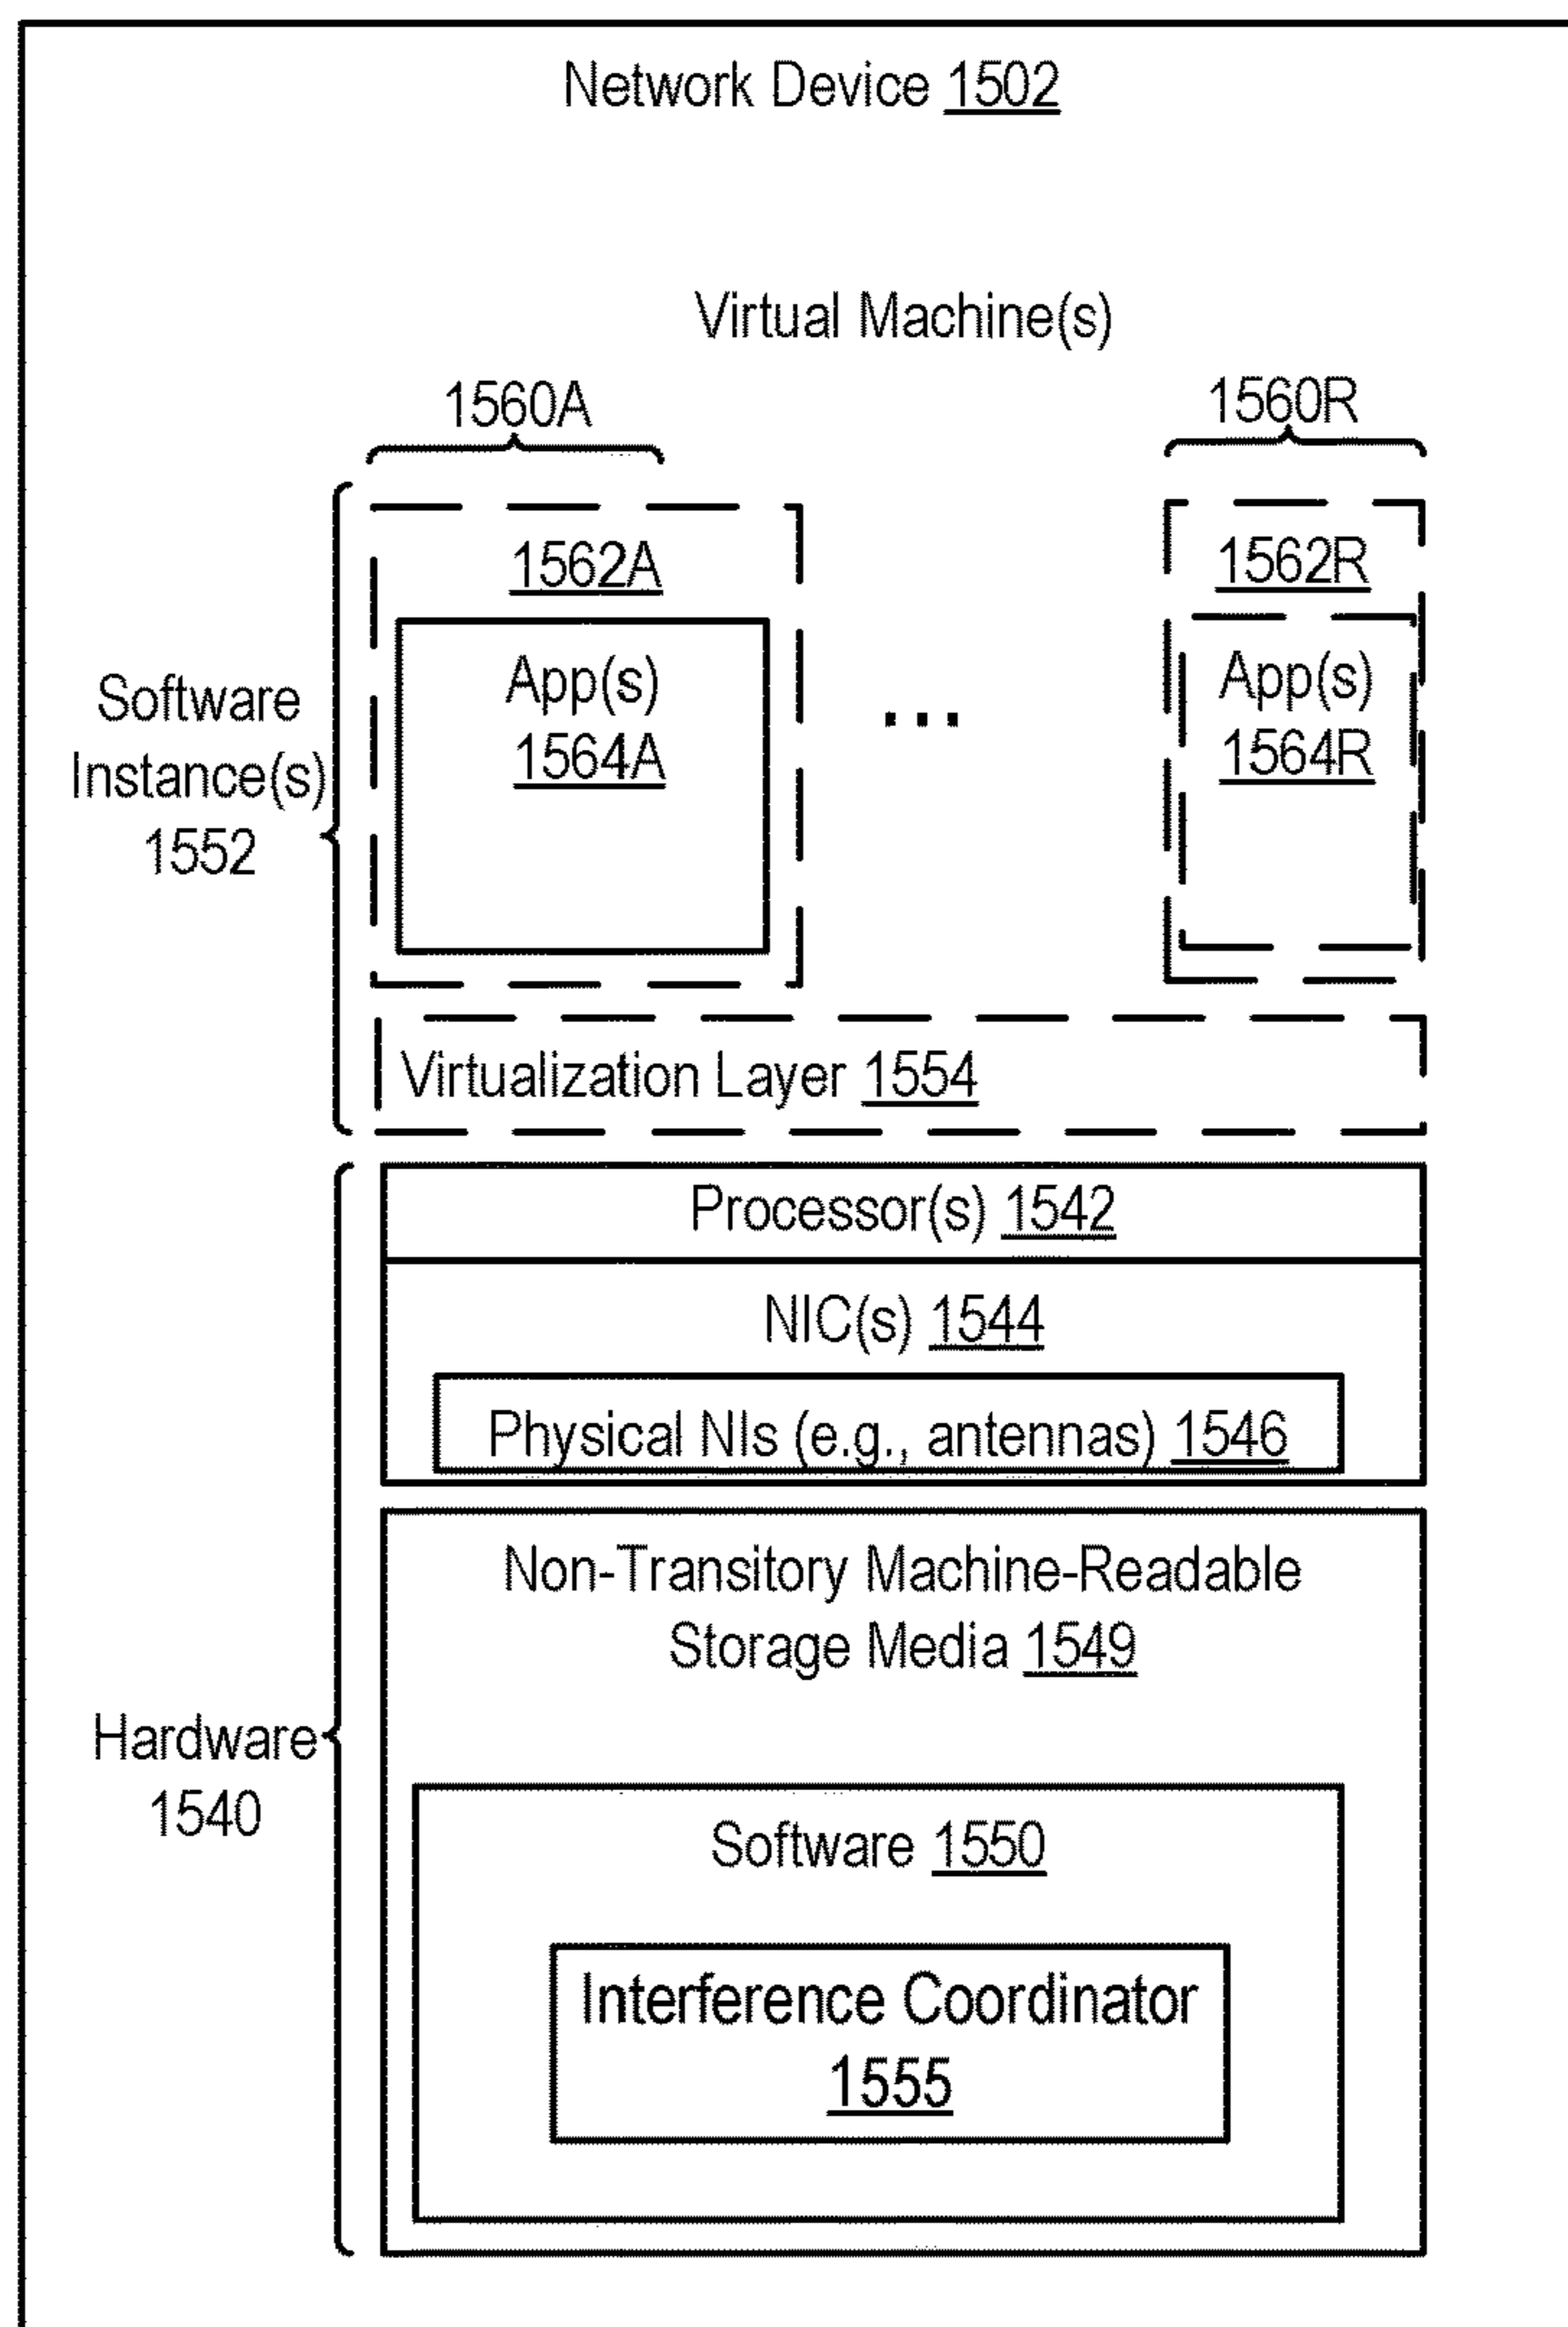 Network Device 1502
Virtual Machine(s)
1560A
1560R
1562A
1562R
App(s)
1564A
...
App(s)
1564R
Software
Instance(s)
1552
Virtualization Layer 1554
Processor(s) 1542
NIC(s) 1544
Physical NIs (e.g., antennas) 1546
Non-Transitory Machine-Readable
Storage Media 1549
Hardware
1540
Software 1550
Interference Coordinator
1555